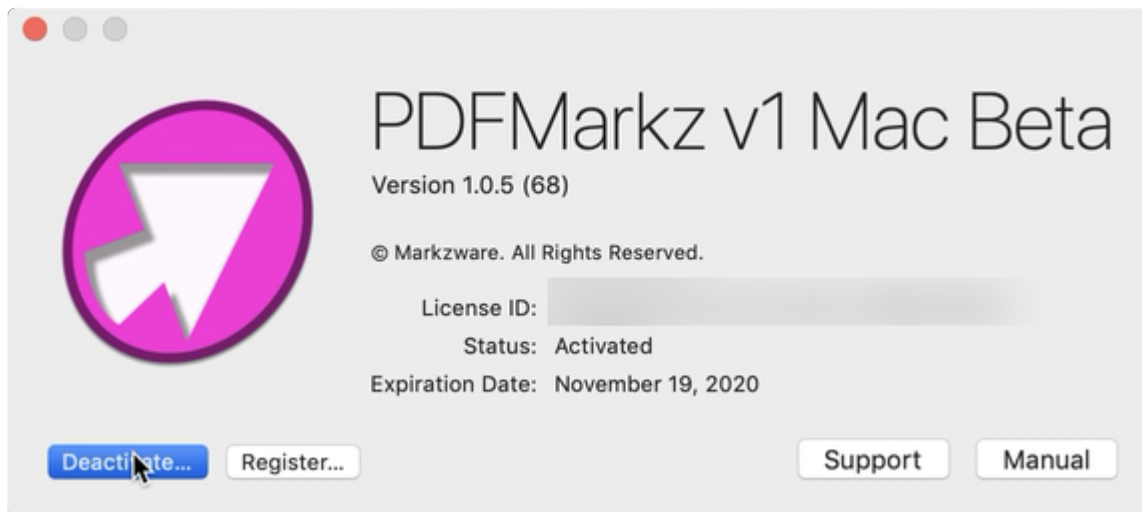 PDFMarkz v1 Mac Beta
Version 1.0.5 (68)
© Markzware. All Rights Reserved.
License ID:
Status: Activated
Expiration Date: November 19, 2020
Deactivate... Register... Support Manual